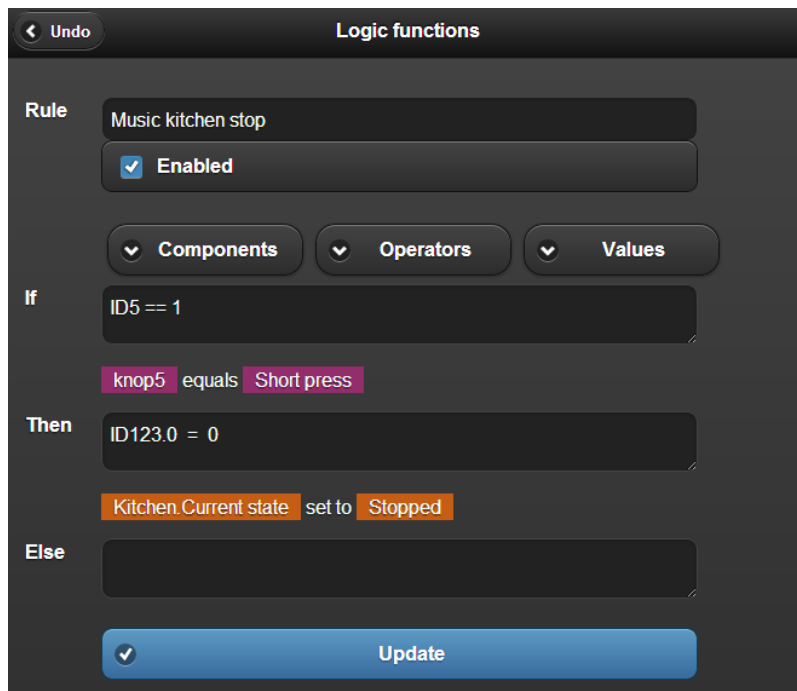 Undo
Logic functions
Rule
Music kitchen stop
Enabled
Components Operators Values
If
ID5 == 1
knop5 equals Short press
Then
ID123.0 = 0
Kitchen.Current state set to Stopped
Else
Update